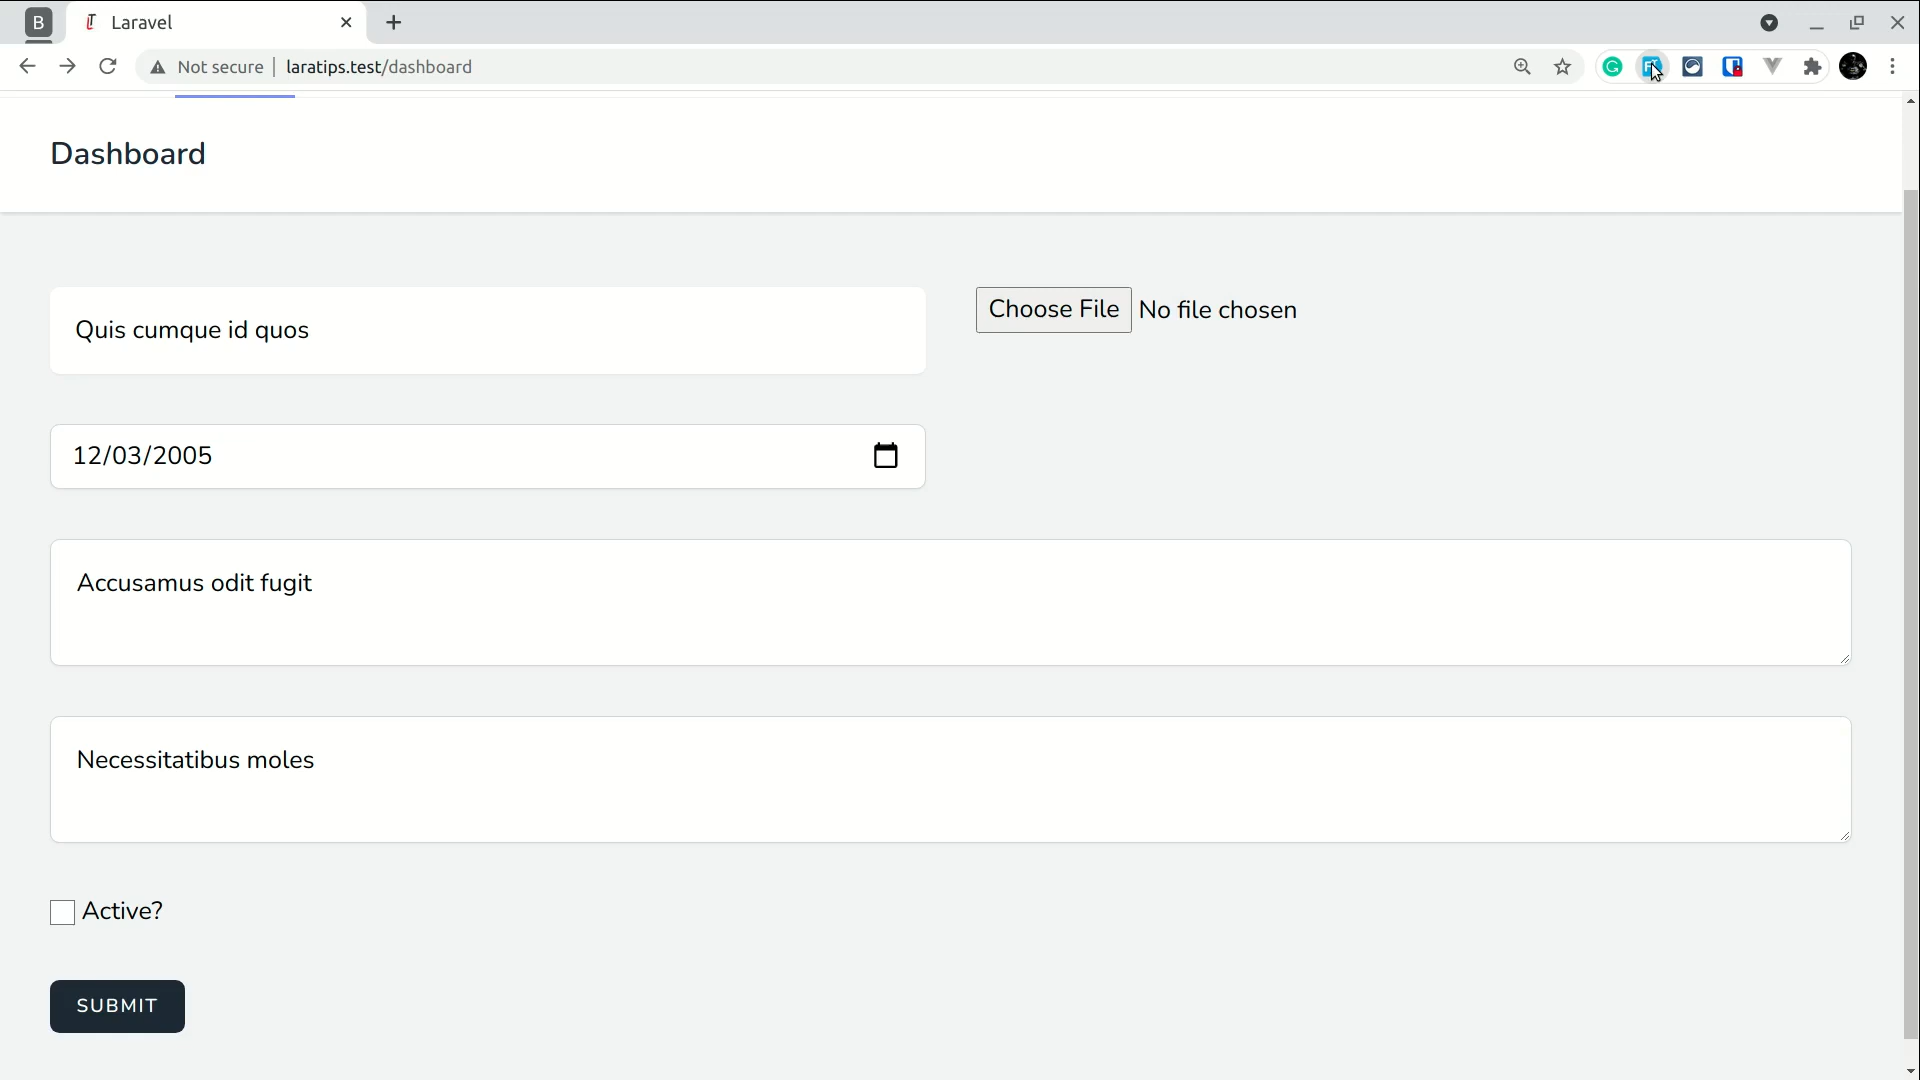 B
Laravel
Not secure
laratips.test/dashboard
Dashboard
Quis cumque id quos
Choose File No file chosen
12/03/2005
Accusamus odit fugit
Necessitatibus moles
Active?
SUBMIT